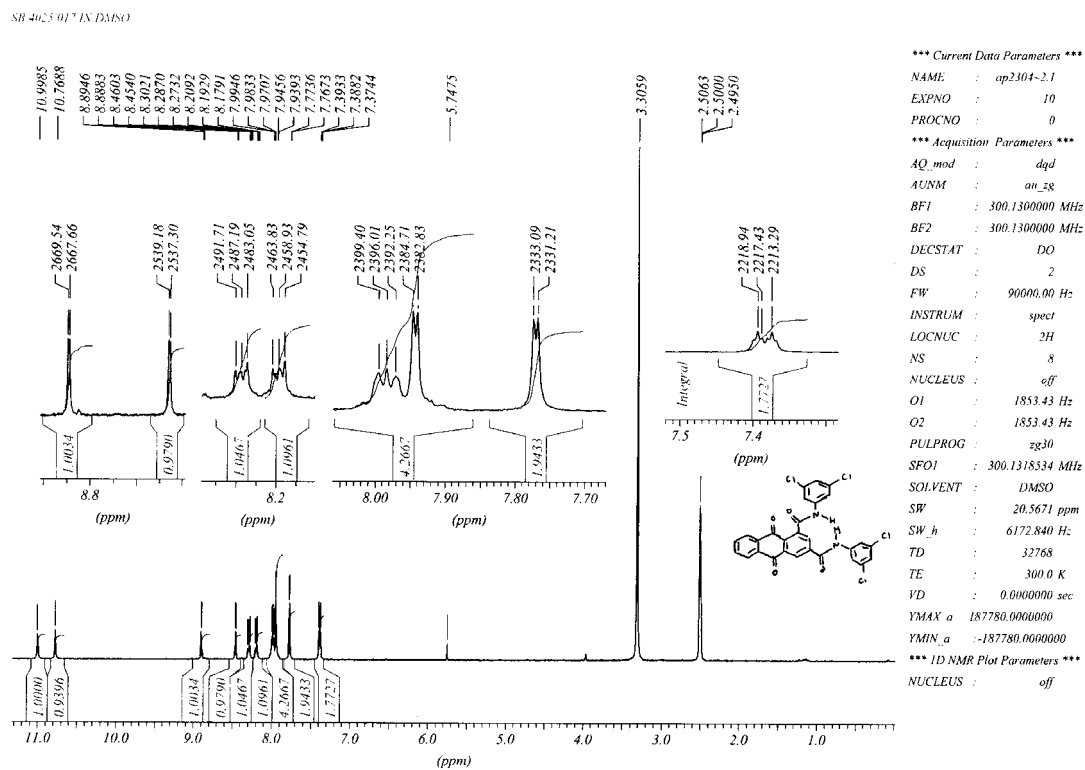 SB 4025/017 IN DMSO
10.9985
10.7688
8.8946
8.8883
8.4603
8.4540
8.3021
8.2870
8.2732
8.2092
8.1929
8.1791
7.9946
7.9833
7.9707
7.9456
7.9393
7.7736
7.7673
7.3933
7.3882
7.3744
5.7475
3.3059
2.5063
2.5000
2.4950
2669.54
2667.66
2539.18
2537.30
2491.71
2487.19
2483.05
2463.83
2458.93
2454.79
2399.40
2396.01
2392.25
2384.71
2382.83
2333.09
2331.21
2218.94
2217.43
2213.29
1.0034
0.9790
1.0467
1.0961
4.2667
1.9433
Integral
1.7727
8.8
8.2
8.00 7.90 7.80 7.70
7.5 7.4
(ppm)
(ppm)
(ppm)
(ppm)
Cl
Cl
O
N
H
H
N
O
O
O
Cl
Cl
1.0000
0.9396
1.0034
0.9790
1.0467
1.0961
4.2667
1.9433
1.7727
11.0 10.0 9.0 8.0 7.0 6.0 5.0 4.0 3.0 2.0 1.0
(ppm)
*** Current Data Parameters ***
NAME : ap2304~2.1
EXPNO : 10
PROCNO : 0
*** Acquisition Parameters ***
AQ_mod : dqd
AUNM : au_zg
BF1 : 300.1300000 MHz
BF2 : 300.1300000 MHz
DECSTAT : DO
DS : 2
FW : 90000.00 Hz
INSTRUM : spect
LOCNUC : 2H
NS : 8
NUCLEUS : off
O1 : 1853.43 Hz
O2 : 1853.43 Hz
PULPROG : zg30
SFO1 : 300.1318534 MHz
SOLVENT : DMSO
SW : 20.5671 ppm
SW_h : 6172.840 Hz
TD : 32768
TE : 300.0 K
VD : 0.0000000 sec
YMAX_a : 187780.0000000
YMIN_a : -187780.0000000
*** 1D NMR Plot Parameters ***
NUCLEUS : off